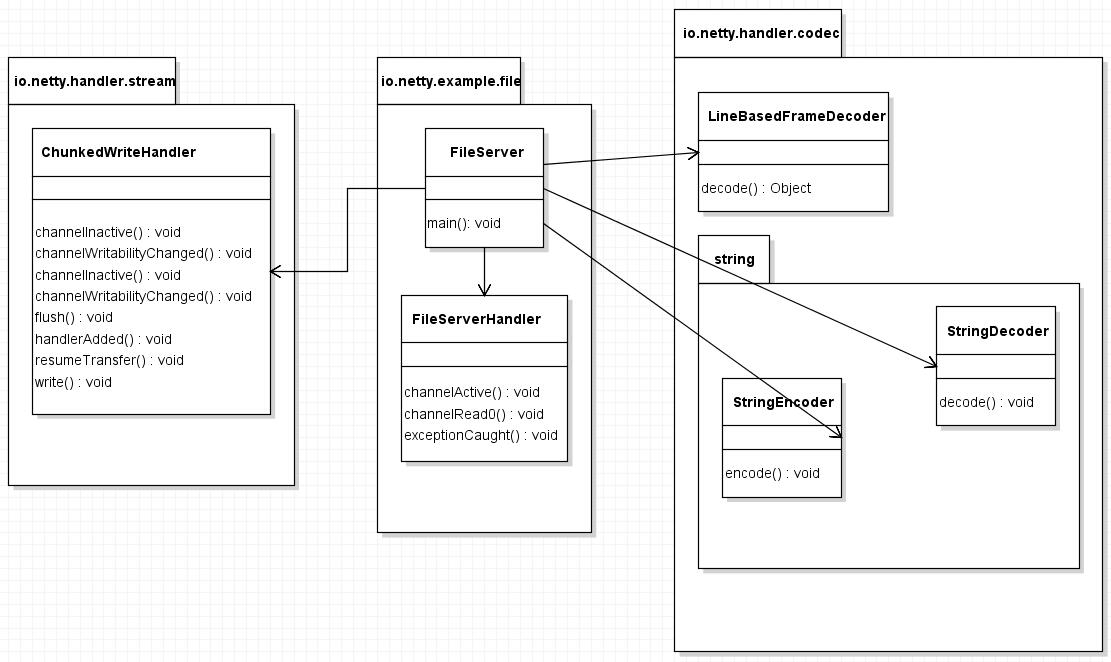 io.netty.handler.stream
ChunkedWriteHandler
channelInactive() : void
channelWritabilityChanged() : void
channelInactive() : void
channelWritabilityChanged() : void
flush() : void
handlerAdded() : void
resumeTransfer() : void
write() : void
io.netty.example.file
FileServer
main(): void
FileServerHandler
channelActive() : void
channelRead0() : void
exceptionCaught() : void
io.netty.handler.codec
LineBasedFrameDecoder
decode() : Object
string
StringDecoder
decode() : void
StringEncoder
encode() : void